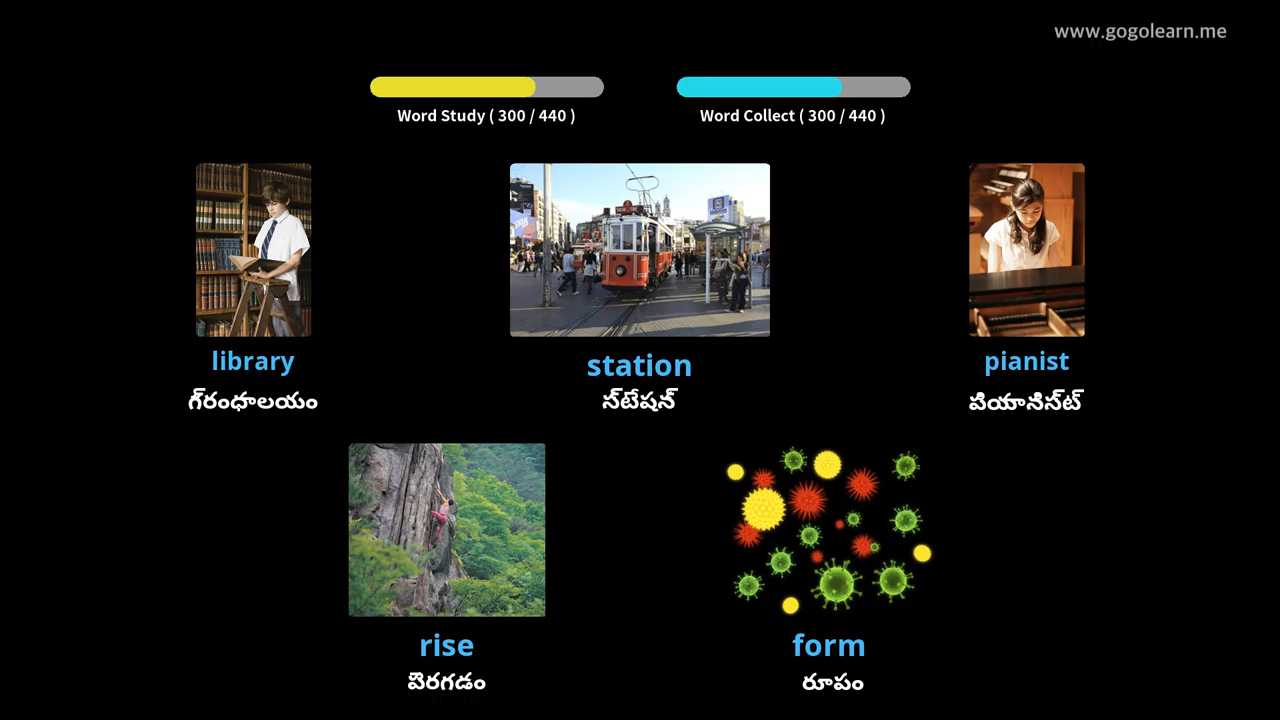 www.gogolearn.me
Word Study ( 300 / 440 )
Word Collect ( 300 / 440 )
library
గ్‌రంధాలయం
station
స్‌టేషన్
pianist
పియానిస్‌ట్
rise
పెరగడం
form
రూపం